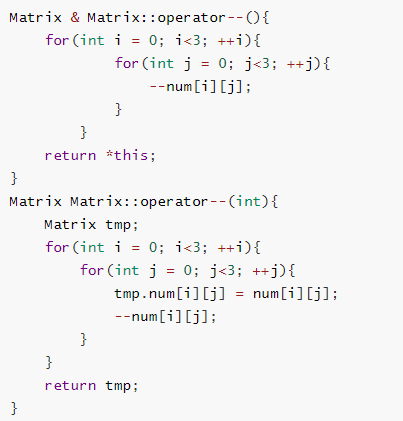 Matrix & Matrix::operator--(){
    for(int i = 0; i<3; ++i){
            for(int j = 0; j<3; ++j){
                --num[i][j];
            }
        }
    return *this;
}
Matrix Matrix::operator--(int){
    Matrix tmp;
    for(int i = 0; i<3; ++i){
        for(int j = 0; j<3; ++j){
            tmp.num[i][j] = num[i][j];
            --num[i][j];
        }
    }
    return tmp;
}